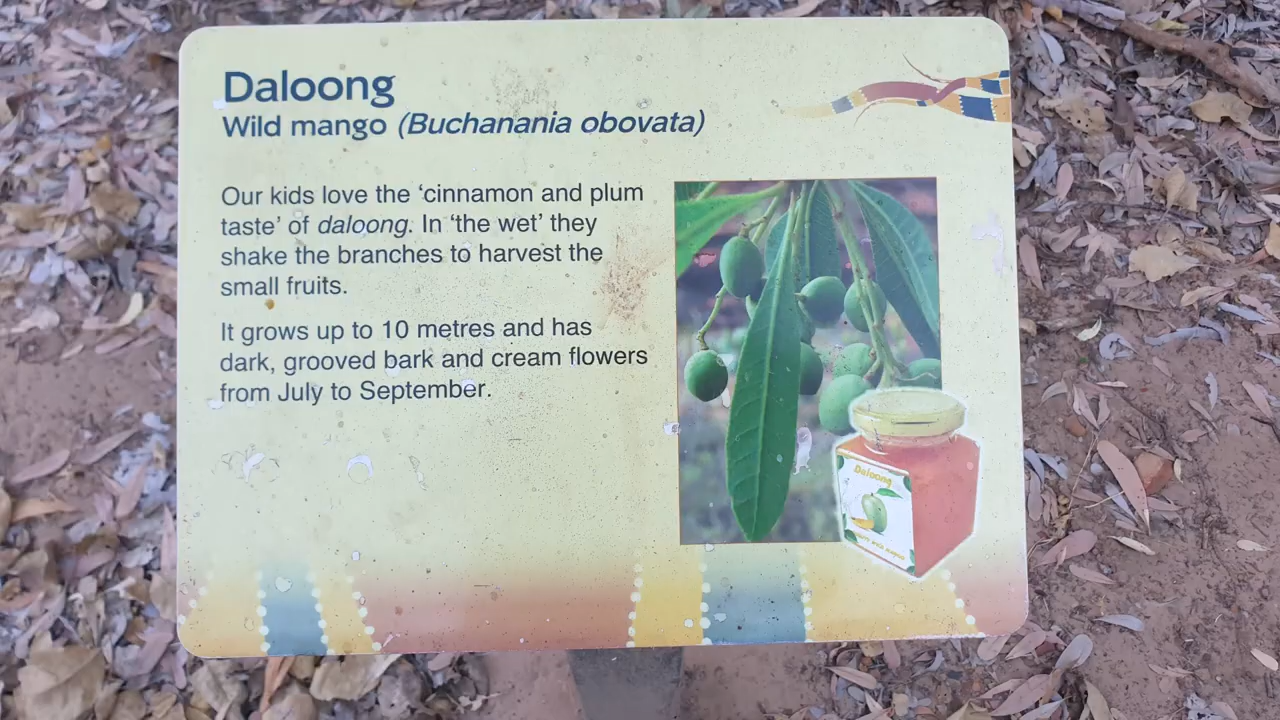 Daloong
Wild mango (Buchanania obovata)
Our kids love the ‘cinnamon and plum
taste’ of daloong. In ‘the wet’ they
shake the branches to harvest the
small fruits.
It grows up to 10 metres and has
dark, grooved bark and cream flowers
from July to September.
Daloong